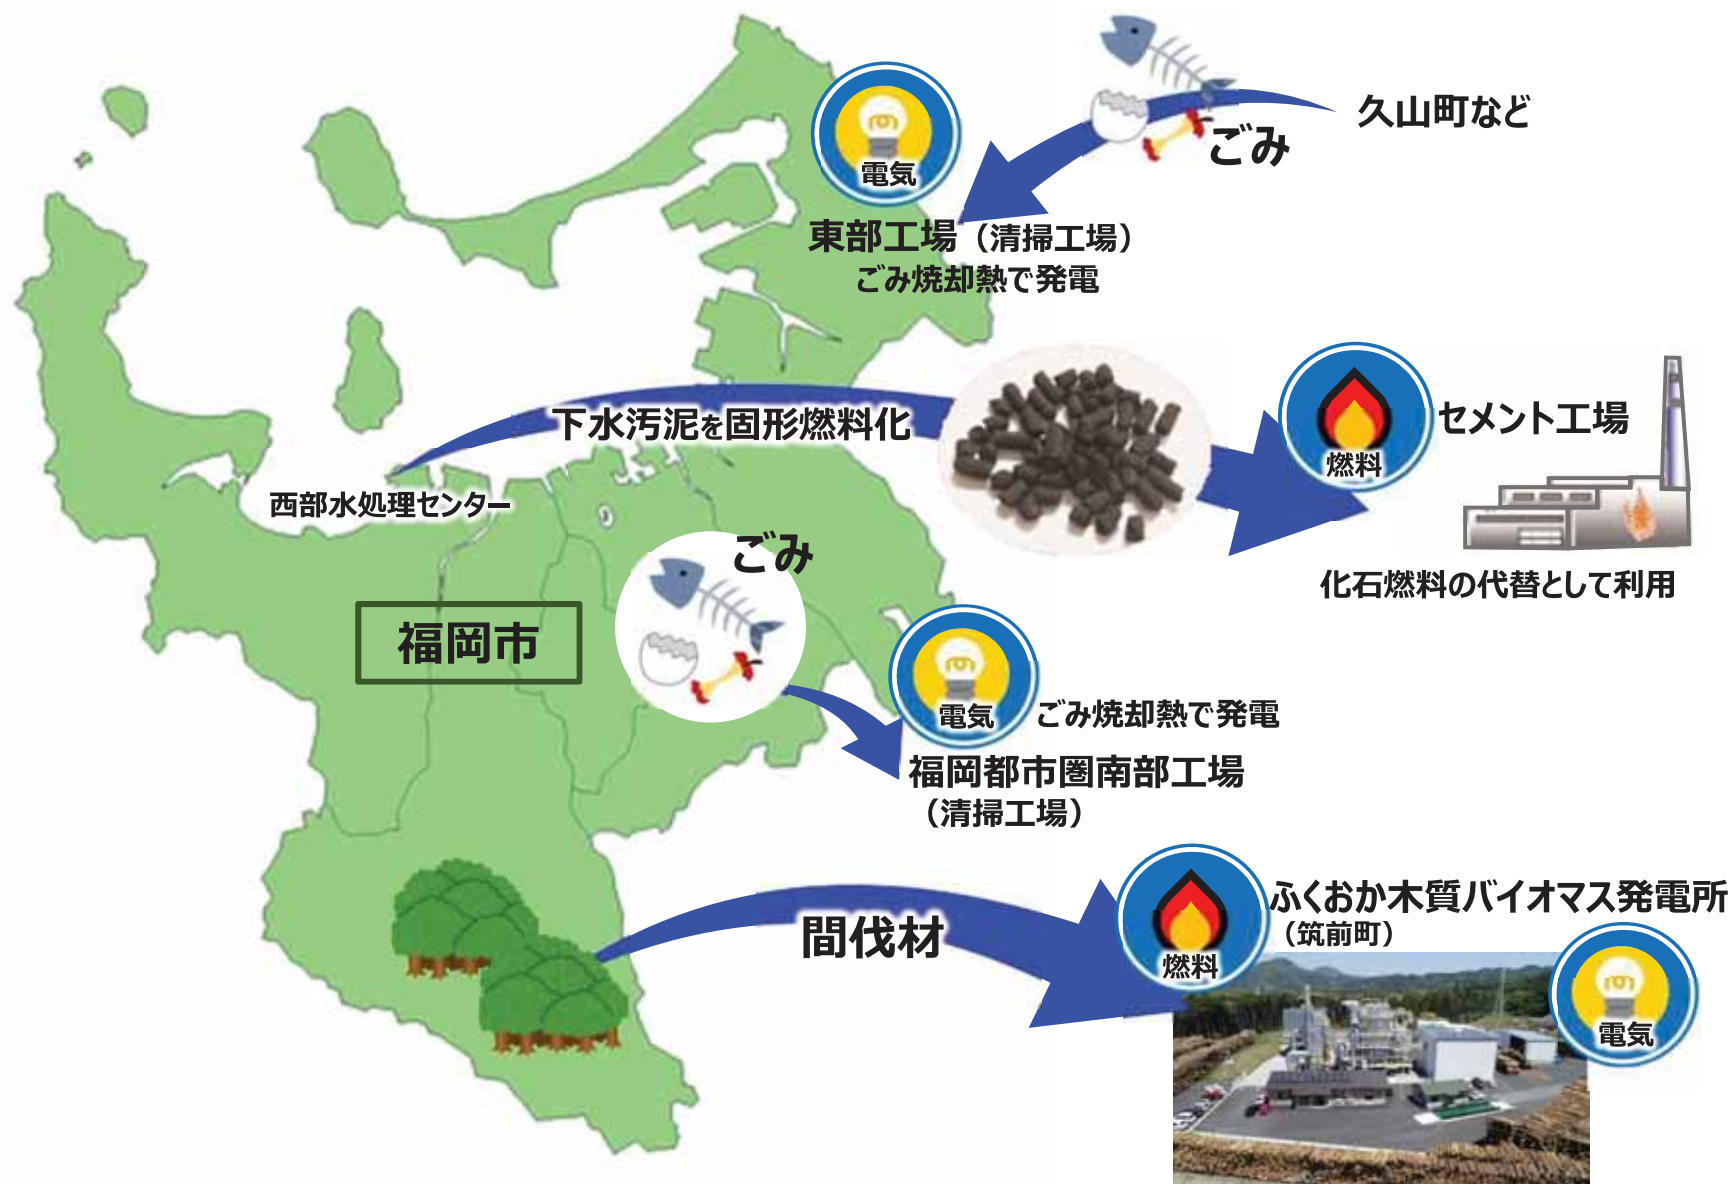 久山町など
ごみ
電気
東部工場（清掃工場）
ごみ焼却熱で発電
下水汚泥を固形燃料化
燃料
セメント工場
西部水処理センター
化石燃料の代替として利用
ごみ
福岡市
電気
ごみ焼却熱で発電
福岡都市圏南部工場
（清掃工場）
間伐材
燃料
ふくおか木質バイオマス発電所
（筑前町）
電気